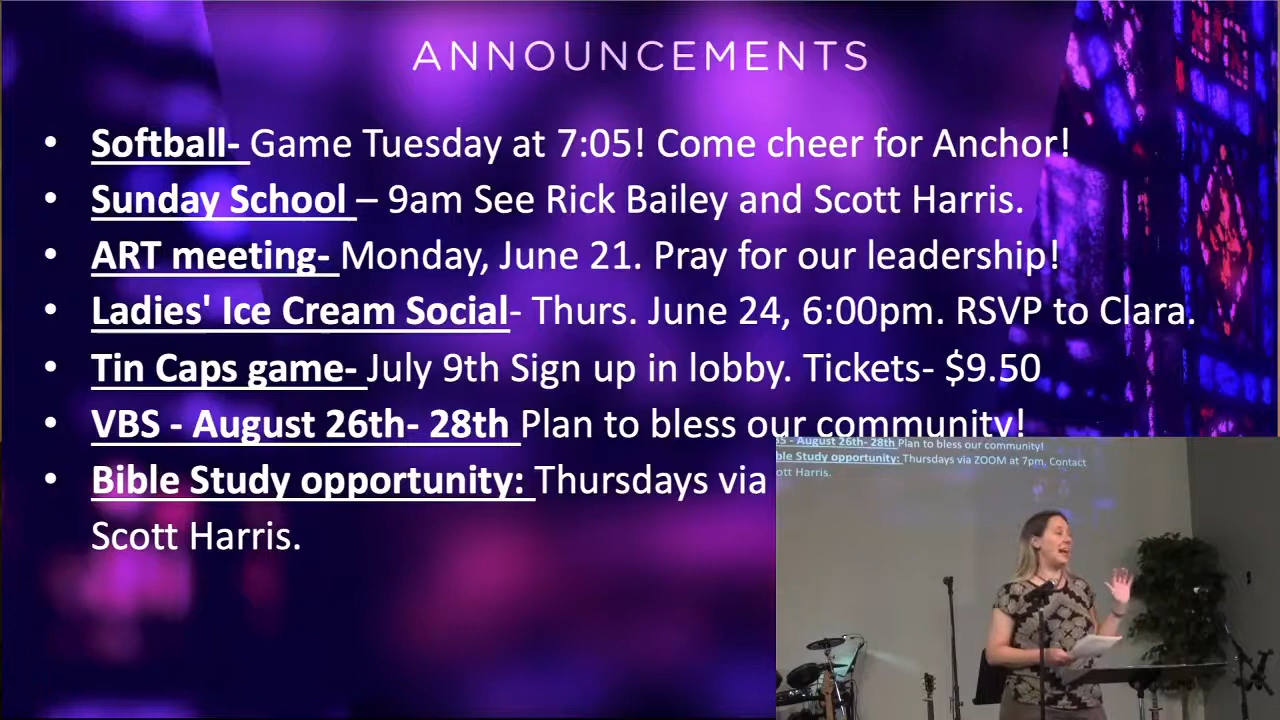 ANNOUNCEMENTS
• Softball- Game Tuesday at 7:05! Come cheer for Anchor!
• Sunday School – 9am See Rick Bailey and Scott Harris.
• ART meeting- Monday, June 21. Pray for our leadership!
• Ladies' Ice Cream Social- Thurs. June 24, 6:00pm. RSVP to Clara.
• Tin Caps game- July 9th Sign up in lobby. Tickets- $9.50
• VBS - August 26th- 28th Plan to bless our community!
• Bible Study opportunity: Thursdays via
Scott Harris.
- August 26th- 28th Plan to bless our community!
Study opportunity: Thursdays via ZOOM at 7pm, Contact
Harris.